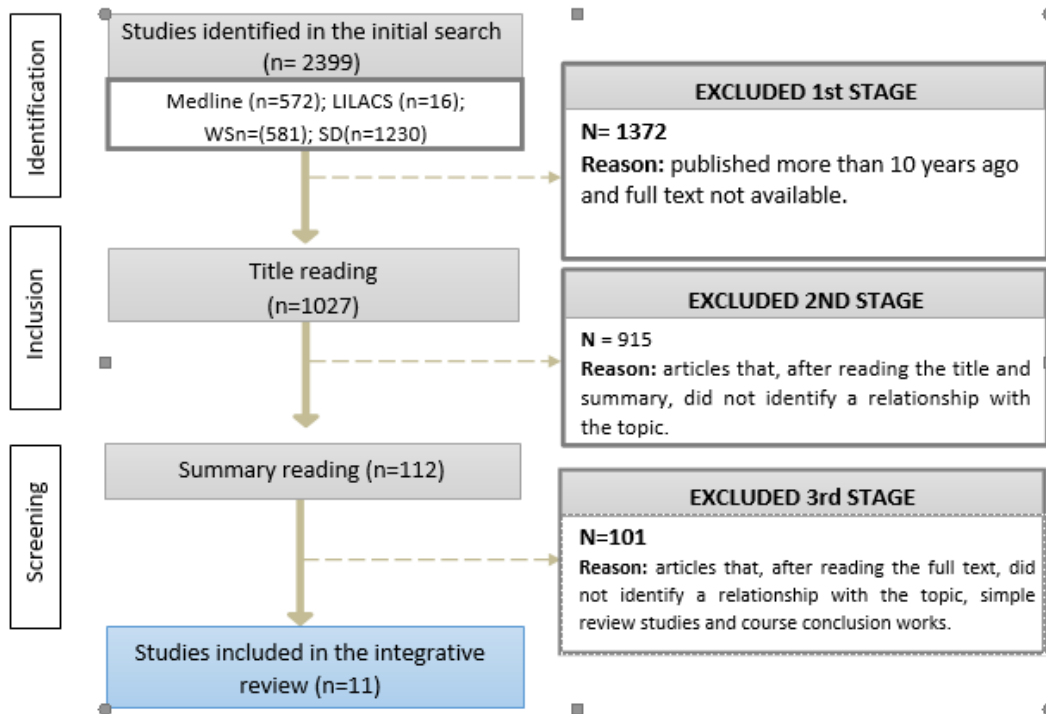 Identification
Studies identified in the initial search
(n= 2399)
Medline (n=572); LILACS (n=16);
WSn=(581); SD(n=1230)
EXCLUDED 1st STAGE
N= 1372
Reason: published more than 10 years ago
and full text not available.
Inclusion
Title reading
(n=1027)
EXCLUDED 2ND STAGE
N = 915
Reason: articles that, after reading the title and
summary, did not identify a relationship with
the topic.
Screening
Summary reading (n=112)
EXCLUDED 3rd STAGE
N=101
Reason: articles that, after reading the full text, did
not identify a relationship with the topic, simple
review studies and course conclusion works.
Studies included in the integrative
review (n=11)